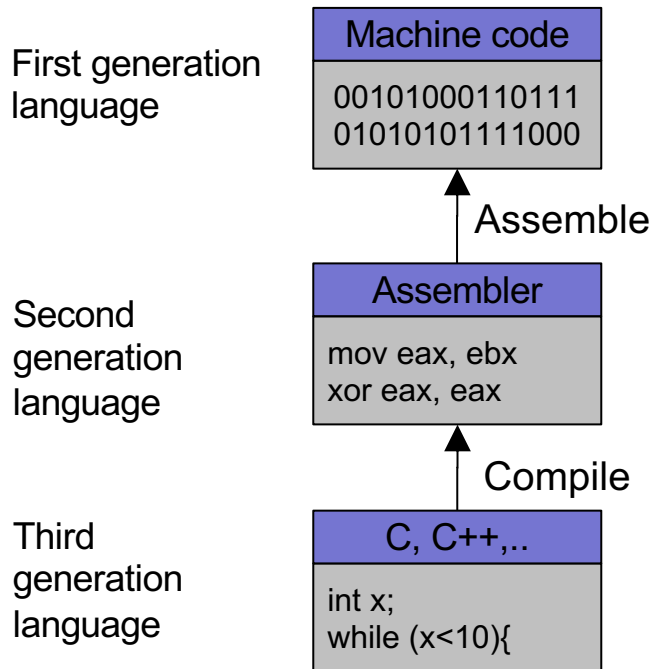 First generation
language
Machine code
00101000110111
01010101111000
Assemble
Second
generation
language
Assembler
mov eax, ebx
xor eax, eax
Compile
Third
generation
language
C, C++,..
int x;
while (x<10){